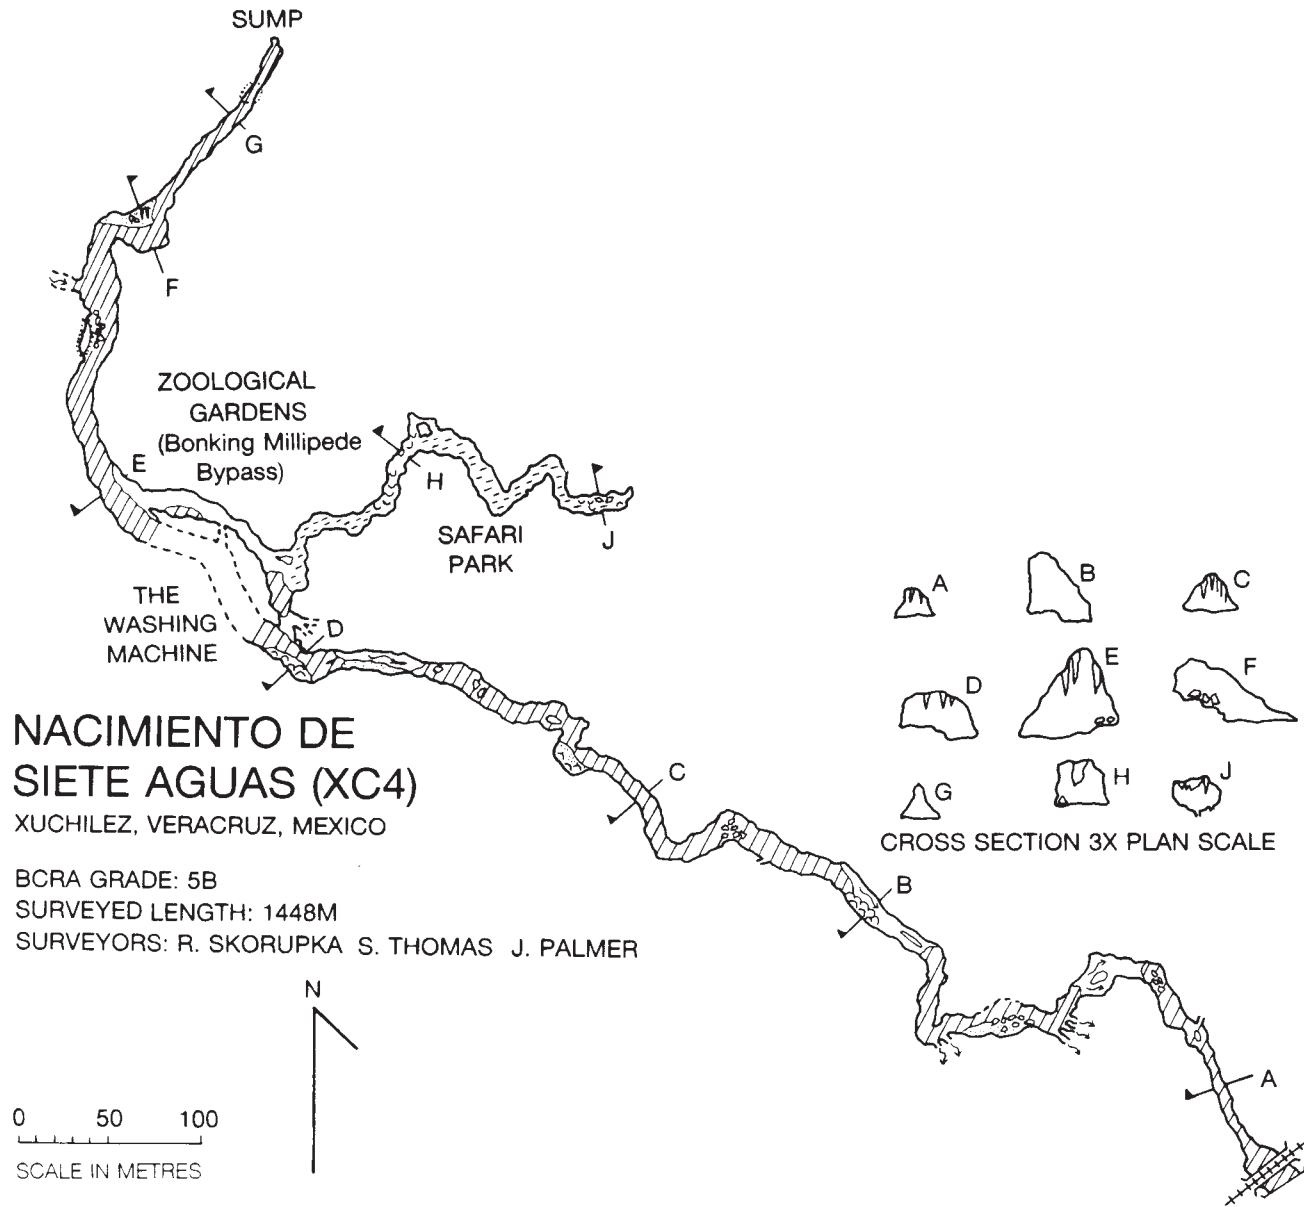 SUMP
G
F
ZOOLOGICAL
GARDENS
(Bonking Millipede
Bypass)
E
H
SAFARI
PARK
J
THE
WASHING
MACHINE
D
A
B
C
D
E
F
G
H
J
CROSS SECTION 3X PLAN SCALE
NACIMIENTO DE
SIETE AGUAS (XC4)
XUCHILEZ, VERACRUZ, MEXICO
BCRA GRADE: 5B
SURVEYED LENGTH: 1448M
SURVEYORS: R. SKORUPKA S. THOMAS J. PALMER
C
B
A
N
0 50 100
SCALE IN METRES